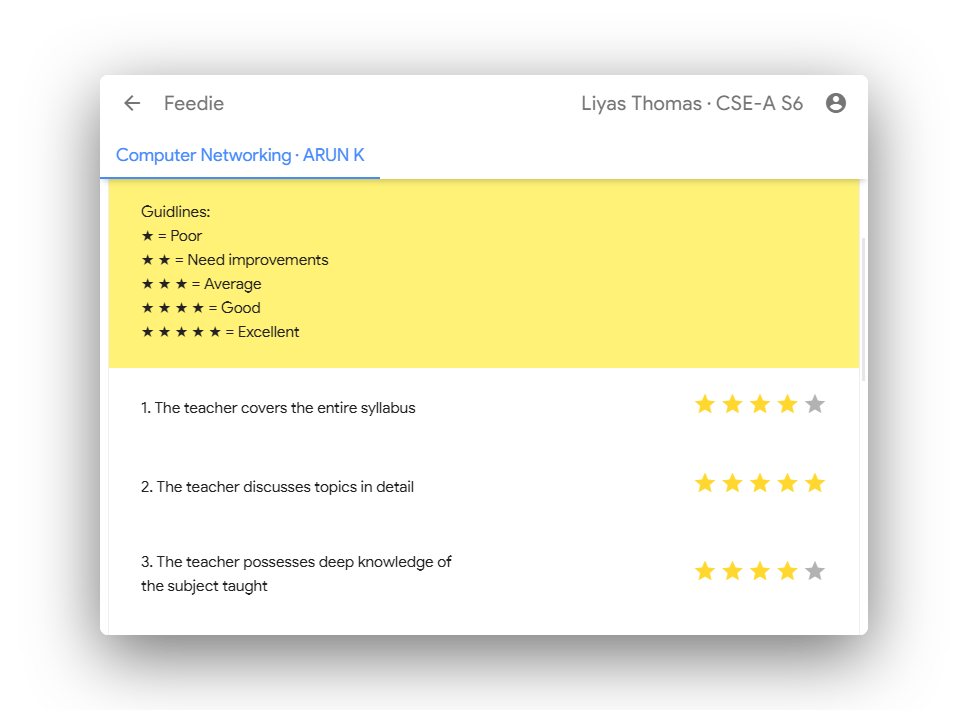 Feedie
Liyas Thomas · CSE-A S6
Computer Networking · ARUN K
Guidlines:
★ = Poor
★ ★ = Need improvements
★ ★ ★ = Average
★ ★ ★ ★ = Good
★ ★ ★ ★ ★ = Excellent
1. The teacher covers the entire syllabus
2. The teacher discusses topics in detail
3. The teacher possesses deep knowledge of
the subject taught